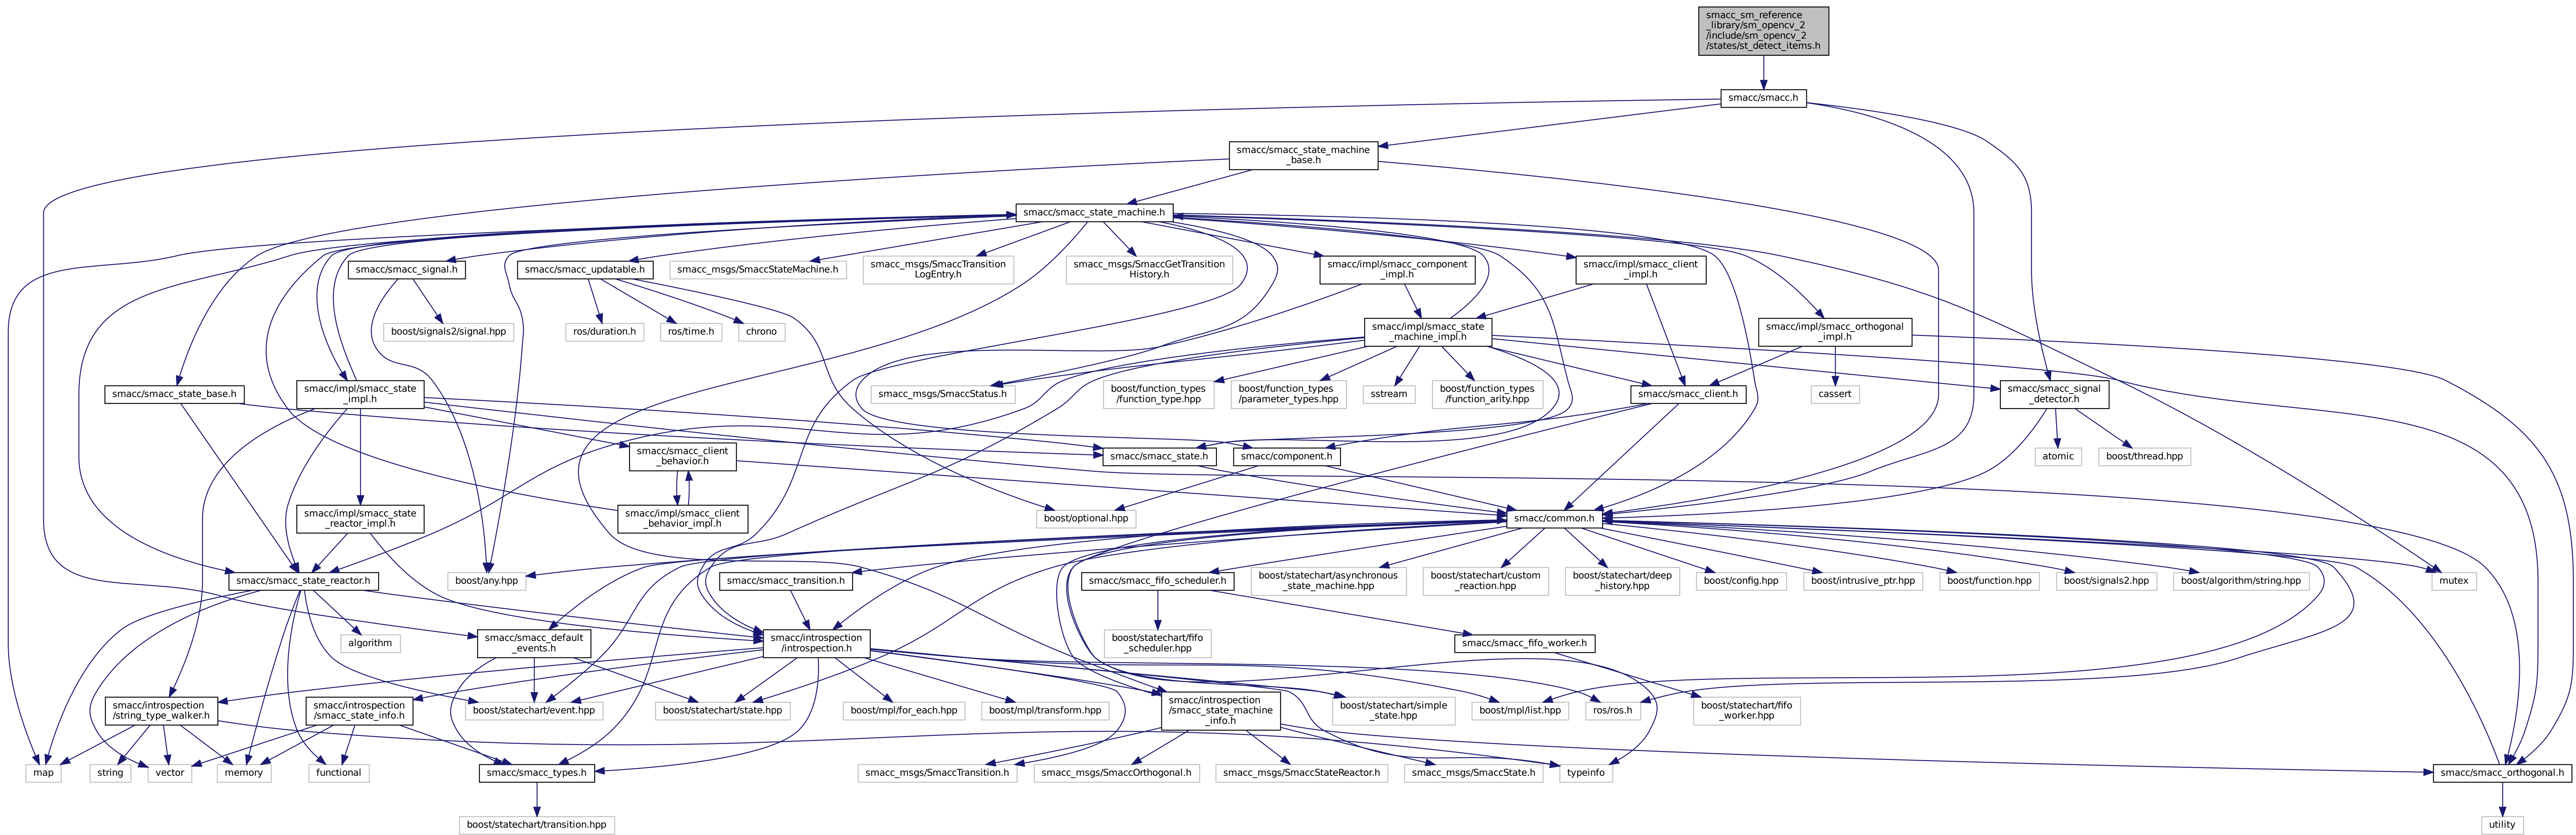 smacc_sm_reference
_library/sm_opencv_2
/include/sm_opencv_2
/states/st_detect_items.h
smacc/smacc.h
smacc/smacc_state_machine
_base.h
smacc/smacc_state_machine.h
smacc/smacc_signal.h
smacc/smacc_updatable.h
smacc_msgs/SmaccStateMachine.h
smacc_msgs/SmaccTransition
LogEntry.h
smacc_msgs/SmaccGetTransition
History.h
smacc/impl/smacc_component
_impl.h
smacc/impl/smacc_client
_impl.h
boost/signals2/signal.hpp
ros/duration.h
ros/time.h
chrono
smacc/impl/smacc_state
_machine_impl.h
smacc/impl/smacc_orthogonal
_impl.h
smacc/smacc_state_base.h
smacc/impl/smacc_state
_impl.h
smacc_msgs/SmaccStatus.h
boost/function_types
/function_type.hpp
boost/function_types
/parameter_types.hpp
sstream
boost/function_types
/function_arity.hpp
smacc/smacc_client.h
cassert
smacc/smacc_signal
_detector.h
smacc/smacc_client
_behavior.h
smacc/smacc_state.h
smacc/component.h
atomic
boost/thread.hpp
smacc/impl/smacc_state
_reactor_impl.h
smacc/impl/smacc_client
_behavior_impl.h
boost/optional.hpp
smacc/common.h
smacc/smacc_state_reactor.h
boost/any.hpp
smacc/smacc_transition.h
smacc/smacc_fifo_scheduler.h
boost/statechart/asynchronous
_state_machine.hpp
boost/statechart/custom
_reaction.hpp
boost/statechart/deep
_history.hpp
boost/config.hpp
boost/intrusive_ptr.hpp
boost/function.hpp
boost/signals2.hpp
boost/algorithm/string.hpp
mutex
algorithm
smacc/smacc_default
_events.h
smacc/introspection
/introspection.h
boost/statechart/fifo
_scheduler.hpp
smacc/smacc_fifo_worker.h
smacc/introspection
/string_type_walker.h
smacc/introspection
/smacc_state_info.h
boost/statechart/event.hpp
boost/statechart/state.hpp
boost/mpl/for_each.hpp
boost/mpl/transform.hpp
smacc/introspection
/smacc_state_machine
_info.h
boost/statechart/simple
_state.hpp
boost/mpl/list.hpp
ros/ros.h
boost/statechart/fifo
_worker.hpp
map
string
vector
memory
functional
smacc/smacc_types.h
smacc_msgs/SmaccTransition.h
smacc_msgs/SmaccOrthogonal.h
smacc_msgs/SmaccStateReactor.h
smacc_msgs/SmaccState.h
typeinfo
smacc/smacc_orthogonal.h
boost/statechart/transition.hpp
utility